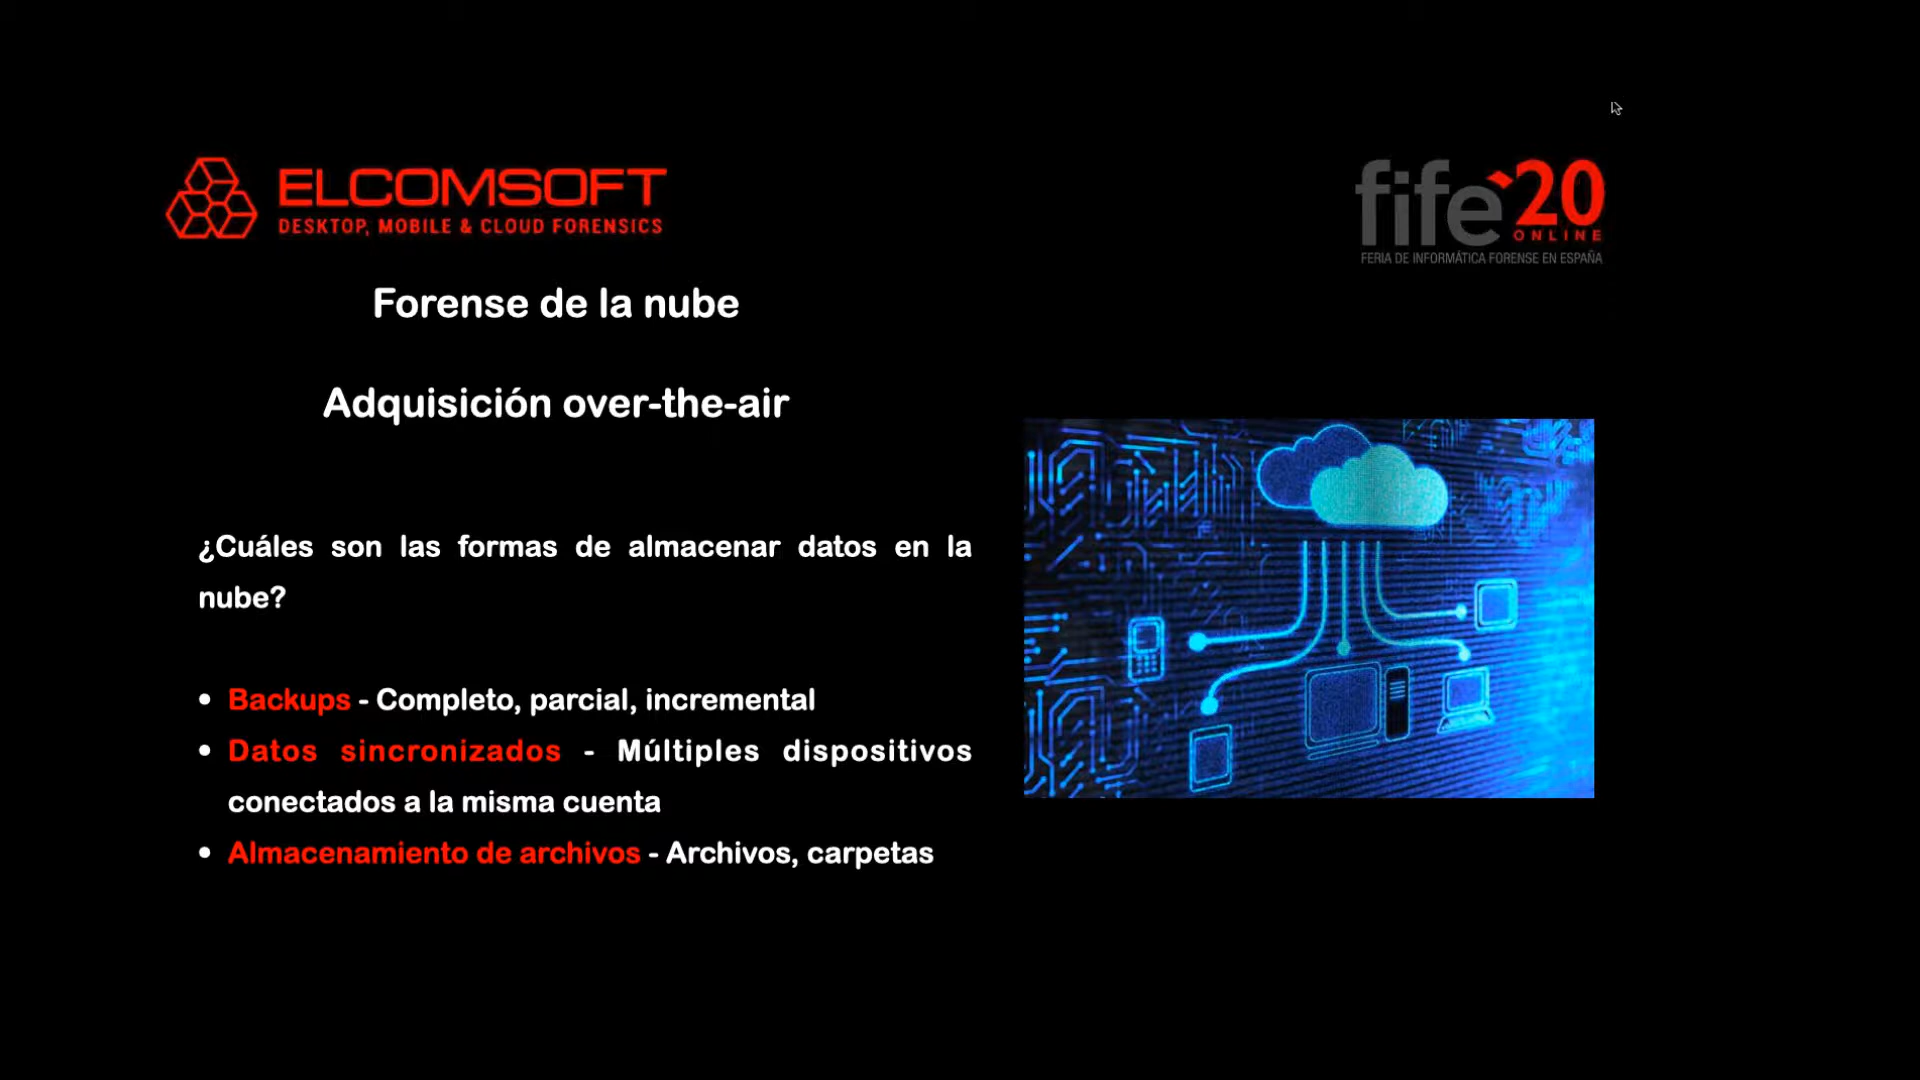 ELCOMSOFT
DESKTOP, MOBILE & CLOUD FORENSICS
fife'20
ONLINE
FERIA DE INFORMÁTICA FORENSE EN ESPAÑA
Forense de la nube
Adquisición over-the-air
¿Cuáles son las formas de almacenar datos en la
nube?
• Backups - Completo, parcial, incremental
• Datos sincronizados - Múltiples dispositivos
conectados a la misma cuenta
• Almacenamiento de archivos - Archivos, carpetas